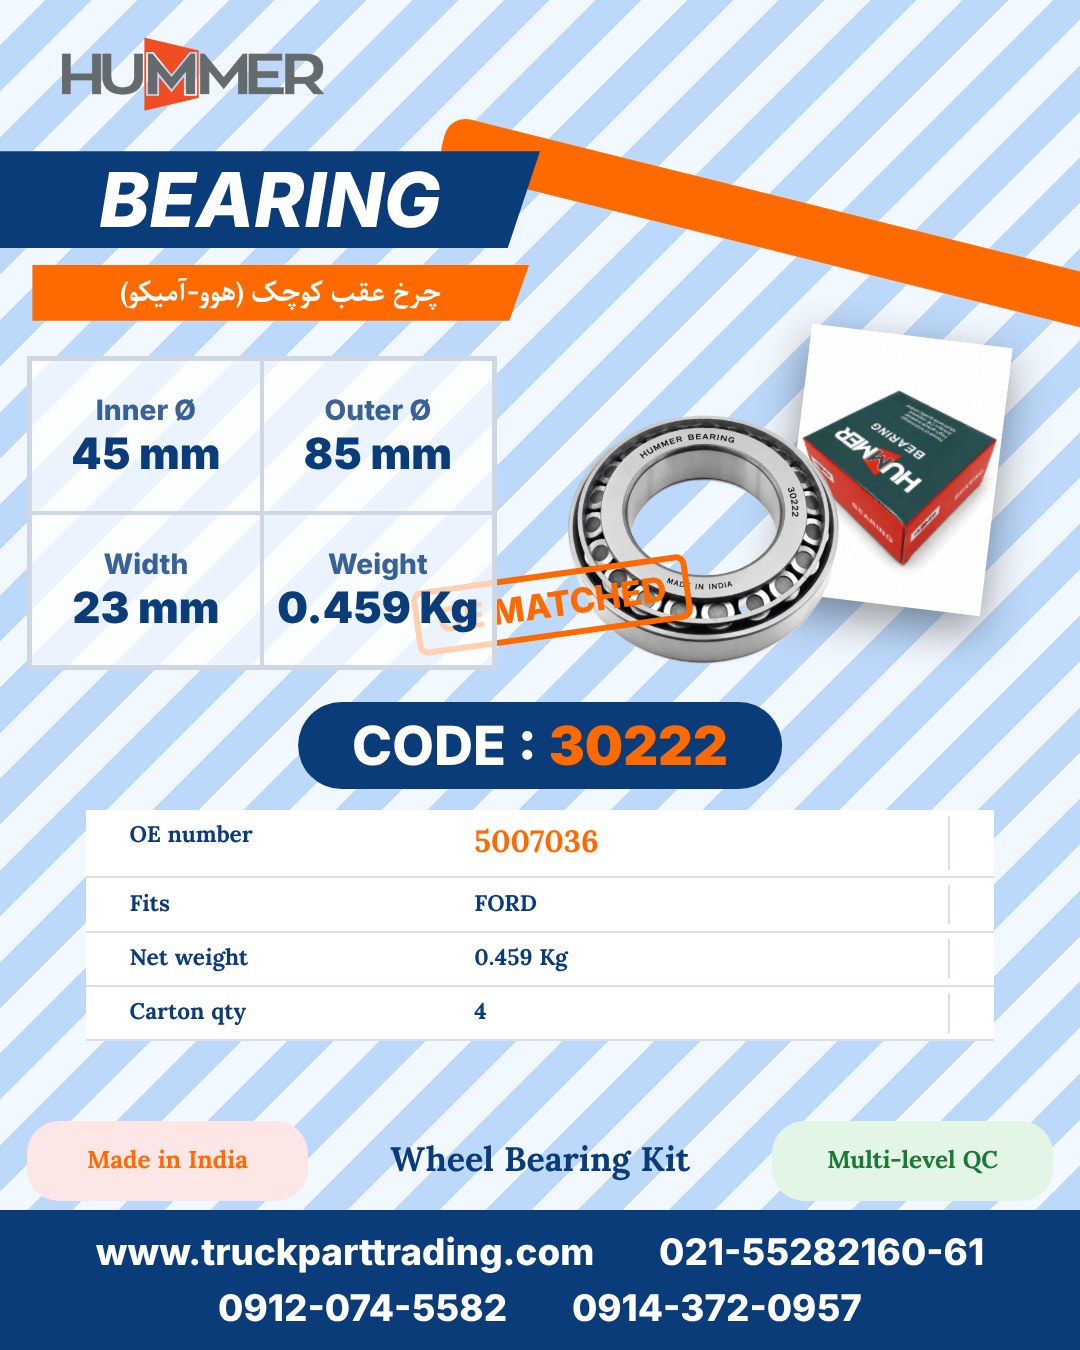 HUMMER
BEARING
چرخ عقب کوچک (هوو-آمیکو)
Inner Ø
45 mm
Outer Ø
85 mm
Width
23 mm
Weight
0.459 Kg
MATCHED
HUMMER BEARING
30222
MADE IN INDIA
HUMMER
BEARING
BEARING
CODE : 30222
OE number 5007036
Fits FORD
Net weight 0.459 Kg
Carton qty 4
Made in India
Wheel Bearing Kit
Multi-level QC
www.truckparttrading.com 021-55282160-61
0912-074-5582 0914-372-0957